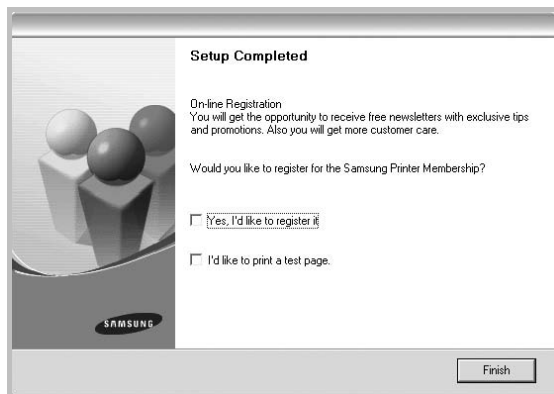 Setup Completed
On-line Registration
You will get the opportunity to receive free newsletters with exclusive tips
and promotions. Also you will get more customer care.
Would you like to register for the Samsung Printer Membership?
Yes, I'd like to register it
I'd like to print a test page.
SAMSUNG
Finish